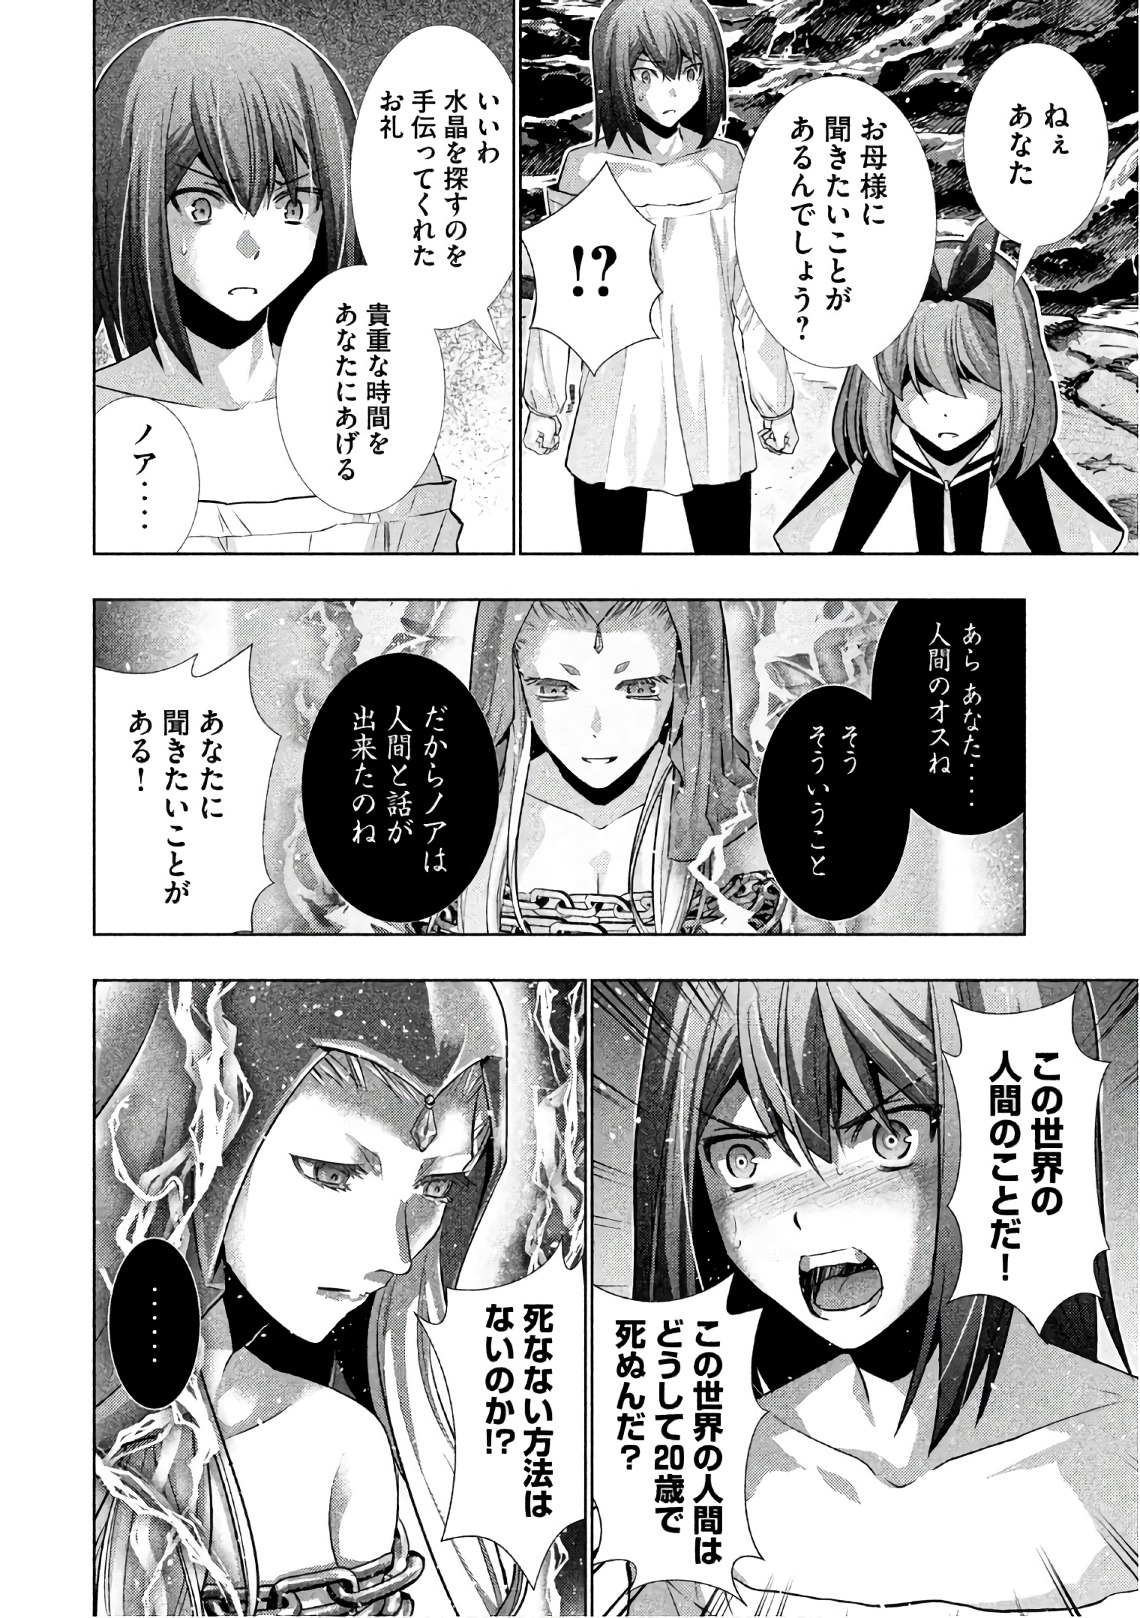 ねぇ
あなた
お母様に
聞きたいことが
あるんでしょう?
!?
いいわ
水晶を探すのを
手伝ってくれた
お礼
貴重な時間を
あなたにあげる
ノア‥‥
あら あなた‥‥
人間のオスね
そう
そういうこと
だからノアは
人間と話が
出来たのね
あなたに
聞きたいことが
ある!
この世界の
人間のことだ!
この世界の人間は
どうして20歳で
死ぬんだ?
死なない方法は
ないのか!?
‥‥‥